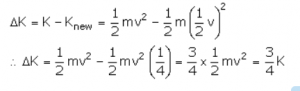 ΔK = K - K_new = 1/2 mv² - 1/2 m(1/2 v)²
∴ ΔK = 1/2 mv² - 1/2 mv² (1/4) = 3/4 x 1/2 mv² = 3/4 K